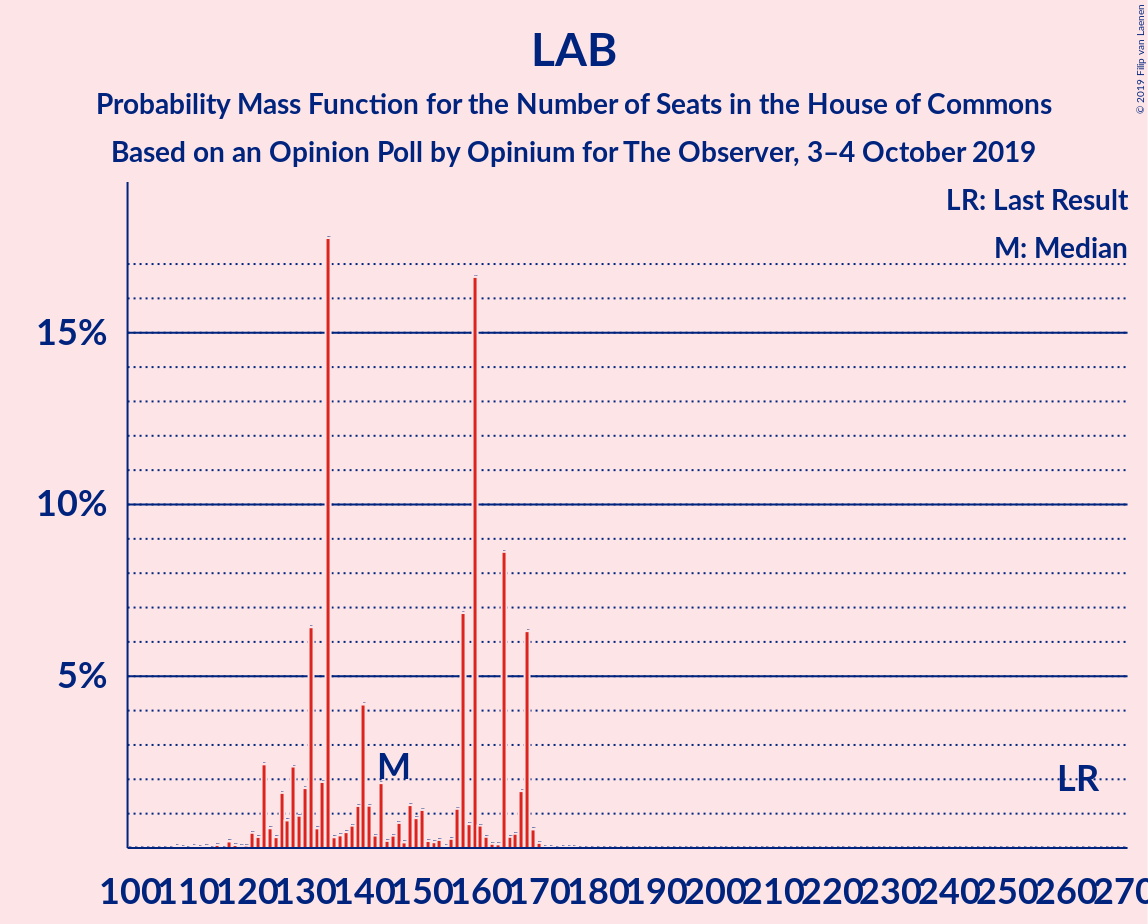 LAB
Probability Mass Function for the Number of Seats in the House of Commons
Based on an Opinion Poll by Opinium for The Observer, 3–4 October 2019
© 2019 Filip van Laenen
LR: Last Result
M: Median
15%
10%
5%
M
LR
100 110 120 130 140 150 160 170 180 190 200 210 220 230 240 250 260 270